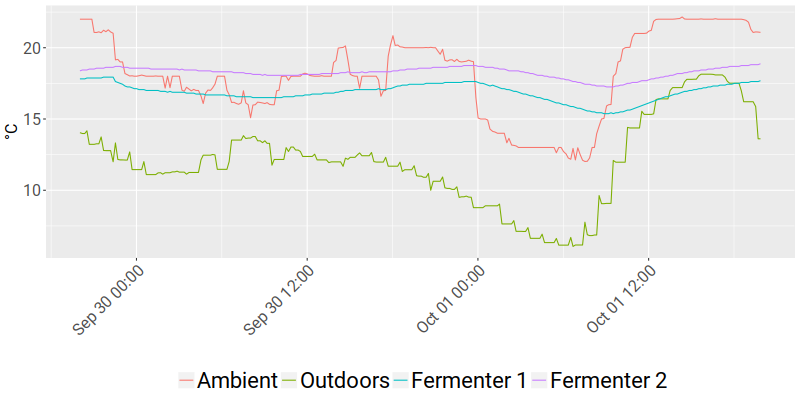 °C
20
15
10
Sep 30 00:00
Sep 30 12:00
Oct 01 00:00
Oct 01 12:00
Ambient Outdoors Fermenter 1 Fermenter 2